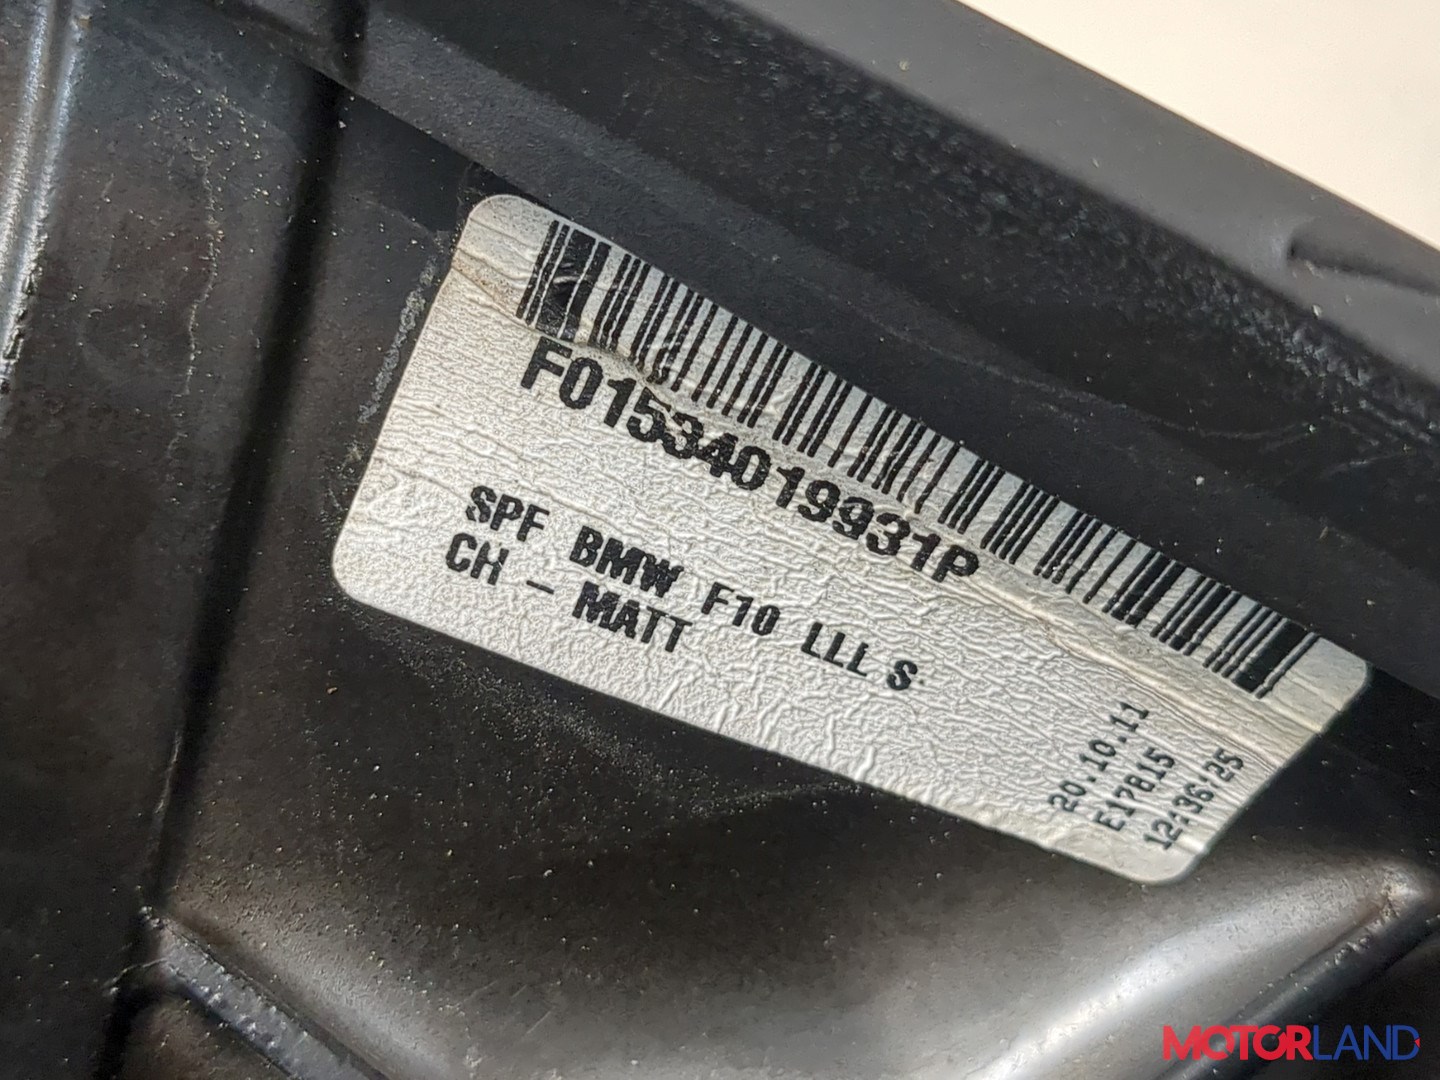 F01534019931P
SPF BMW F10 LLL S
CH - MATT
20.10.11
E17815
12:36:25
MOTORLAND